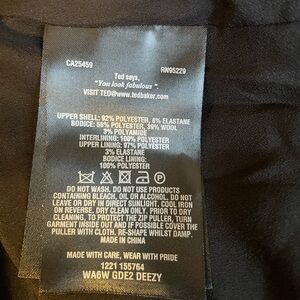 CA25459 RN95229
Ted says,
"You look fabulous".
VISIT TED@www.tedbaker.com
UPPER SHELL: 92% POLYESTER, 8% ELASTANE
BODICE: 58% POLYESTER, 39% WOOL
3% POLYAMIDE
INTERLINING: 100% POLYESTER
UPPER LINING: 97% POLYESTER
3% ELASTANE
BODICE LINING:
100% POLYESTER
DO NOT WASH. DO NOT USE PRODUCTS
CONTAINING BLEACH, OIL OR ALCOHOL. DO NOT
LEAVE OR DRY IN DIRECT SUNLIGHT. COOL IRON
ON REVERSE. DRY CLEAN ONLY. PRIOR TO DRY
CLEANING, TO PROTECT THE ZIP PULLER, TURN
GARMENT INSIDE OUT AND IF POSSIBLE COVER THE
PULLER WITH CLOTH. RE-SHAPE WHILST DAMP.
MADE IN CHINA
MADE WITH CARE, WEAR WITH PRIDE
1221 155764
WA6W GDE2 DEEZY